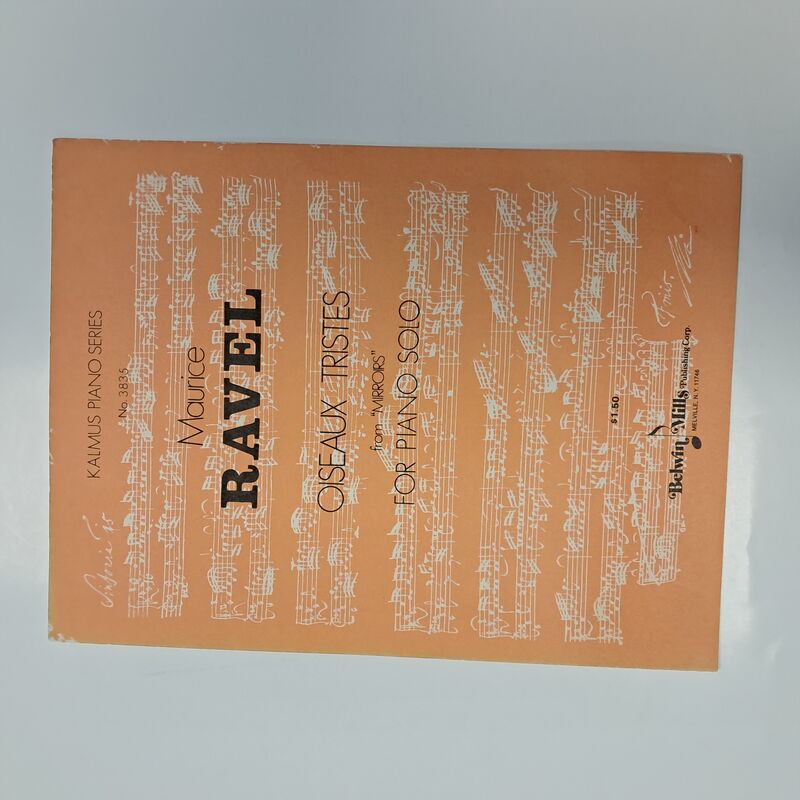 KALMUS PIANO SERIES
No. 3835
Maurice
RAVEL
OISEAUX TRISTES
from "MIRRORS"
FOR PIANO SOLO
$1.50
Belwin Mills Publishing Corp.
MELVILLE, N.Y. 11746